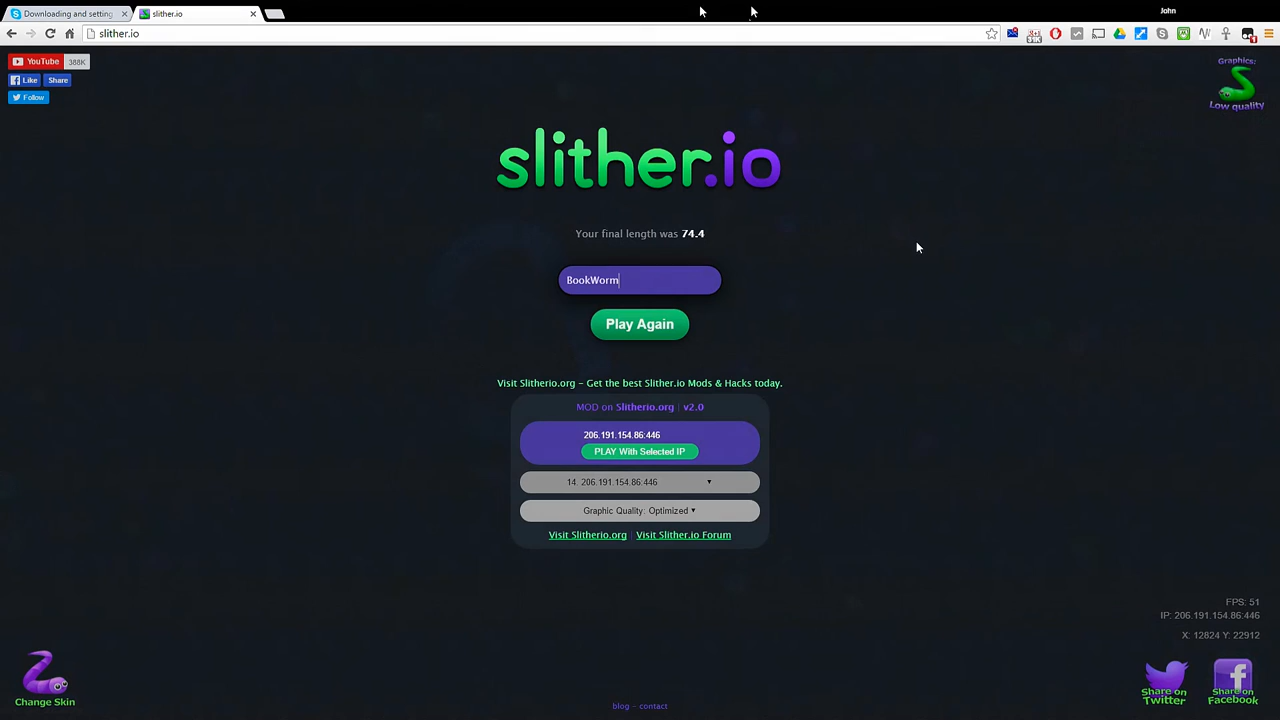 Downloading and setting
slither.io
John
slither.io
YouTube 388K
Like Share
Follow
Graphics:
Low quality
slither.io
Your final length was 74.4
BookWorm
Play Again
Visit Slitherio.org - Get the best Slither.io Mods & Hacks today.
MOD on Slitherio.org | v2.0
206.191.154.86:446
PLAY With Selected IP
14. 206.191.154.86:446
Graphic Quality: Optimized
Visit Slitherio.org | Visit Slither.io Forum
FPS: 51
IP: 206.191.154.86:446
X: 12824 Y: 22912
Change Skin
Share on
Twitter
Share on
Facebook
blog - contact